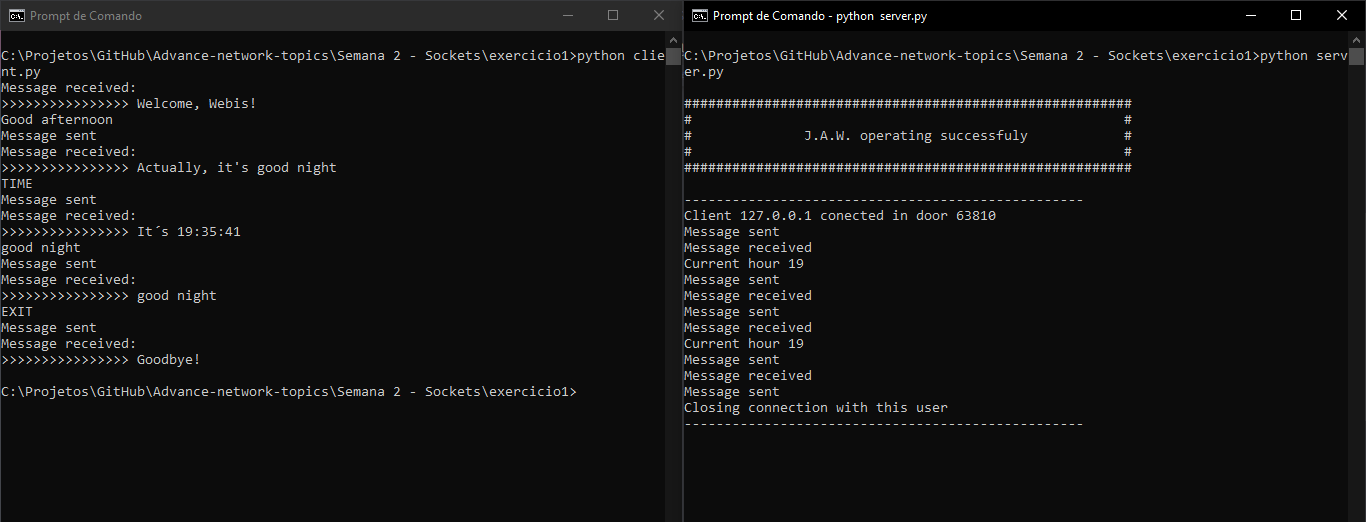 Prompt de Comando
C:\Projetos\GitHub\Advance-network-topics\Semana 2 - Sockets\exercicio1>python clie
nt.py
Message received:
>>>>>>>>>>>>>>>> Welcome, Webis!
Good afternoon
Message sent
Message received:
>>>>>>>>>>>>>>>> Actually, it's good night
TIME
Message sent
Message received:
>>>>>>>>>>>>>>>> It´s 19:35:41
good night
Message sent
Message received:
>>>>>>>>>>>>>>>> good night
EXIT
Message sent
Message received:
>>>>>>>>>>>>>>>> Goodbye!
C:\Projetos\GitHub\Advance-network-topics\Semana 2 - Sockets\exercicio1>
Prompt de Comando - python server.py
C:\Projetos\GitHub\Advance-network-topics\Semana 2 - Sockets\exercicio1>python serv
er.py
########################################################
#                                                      #
#              J.A.W. operating successfuly            #
#                                                      #
########################################################
--------------------------------------------------
Client 127.0.0.1 conected in door 63810
Message sent
Message received
Current hour 19
Message sent
Message received
Message sent
Message received
Current hour 19
Message sent
Message received
Message sent
Closing connection with this user
--------------------------------------------------